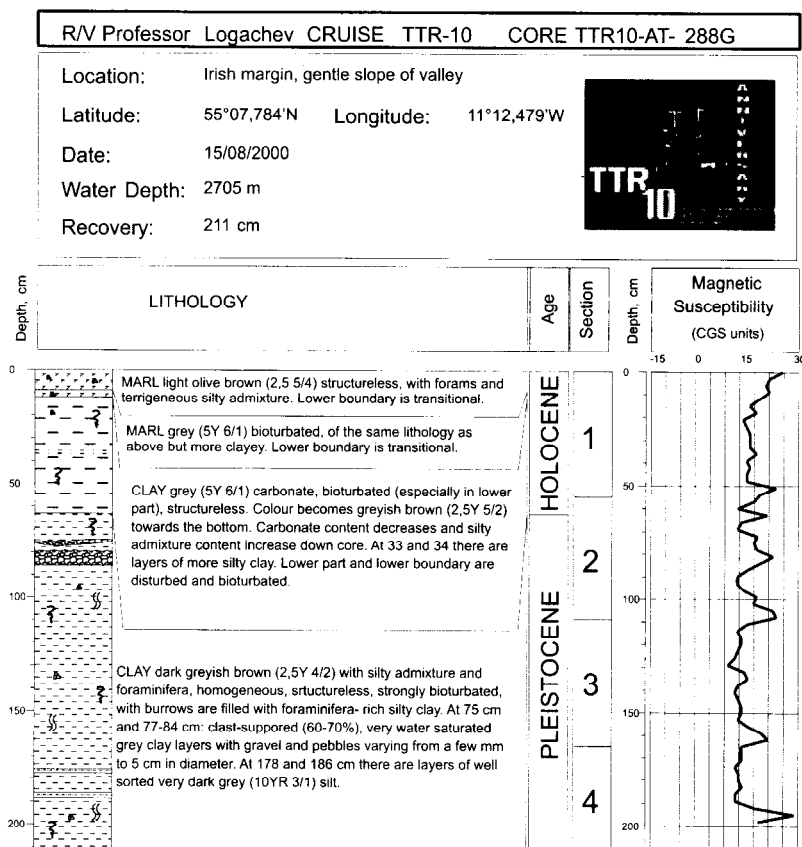 R/V Professor Logachev CRUISE TTR-10 CORE TTR10-AT- 288G
Location: Irish margin, gentle slope of valley
Latitude: 55°07,784'N Longitude: 11°12,479'W
Date: 15/08/2000
Water Depth: 2705 m
Recovery: 211 cm
TTR
10
ANNIVERSARY
Depth, cm
LITHOLOGY
Age
Section
Depth, cm
Magnetic
Susceptibility
(CGS units)
-15 0 15 30
0
50
100
150
200
MARL light olive brown (2,5 5/4) structureless, with forams and
terrigeneous silty admixture. Lower boundary is transitional.
MARL grey (5Y 6/1) bioturbated, of the same lithology as
above but more clayey. Lower boundary is transitional.
CLAY grey (5Y 6/1) carbonate, bioturbated (especially in lower
part), structureless. Colour becomes greyish brown (2,5Y 5/2)
towards the bottom. Carbonate content decreases and silty
admixture content increase down core. At 33 and 34 there are
layers of more silty clay. Lower part and lower boundary are
disturbed and bioturbated.
CLAY dark greyish brown (2,5Y 4/2) with silty admixture and
foraminifera, homogeneous, srtuctureless, strongly bioturbated,
with burrows are filled with foraminifera- rich silty clay. At 75 cm
and 77-84 cm: clast-suppored (60-70%), very water saturated
grey clay layers with gravel and pebbles varying from a few mm
to 5 cm in diameter. At 178 and 186 cm there are layers of well
sorted very dark grey (10YR 3/1) silt.
HOLOCENE
PLEISTOCENE
1
2
3
4
0
50
100
150
200